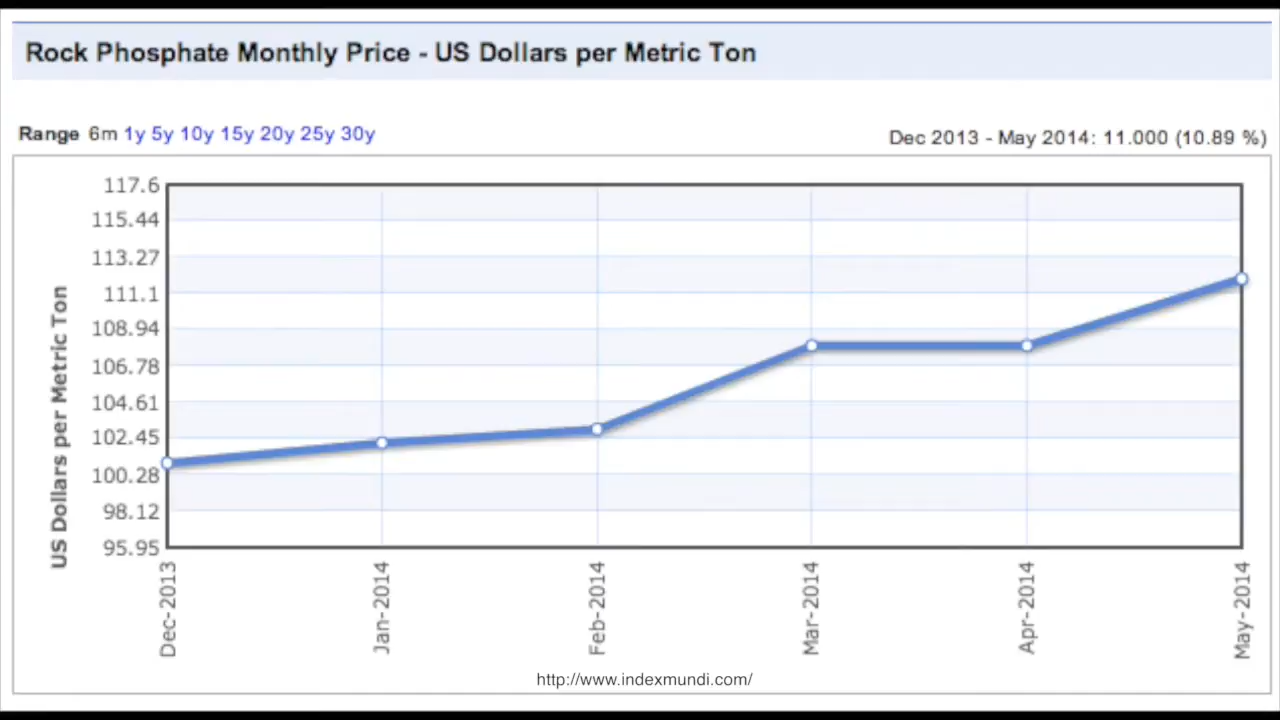 Rock Phosphate Monthly Price - US Dollars per Metric Ton
Range 6m 1y 5y 10y 15y 20y 25y 30y
Dec 2013 - May 2014: 11.000 (10.89 %)
US Dollars per Metric Ton
117.6
115.44
113.27
111.1
108.94
106.78
104.61
102.45
100.28
98.12
95.95
Dec-2013
Jan-2014
Feb-2014
Mar-2014
Apr-2014
May-2014
http://www.indexmundi.com/